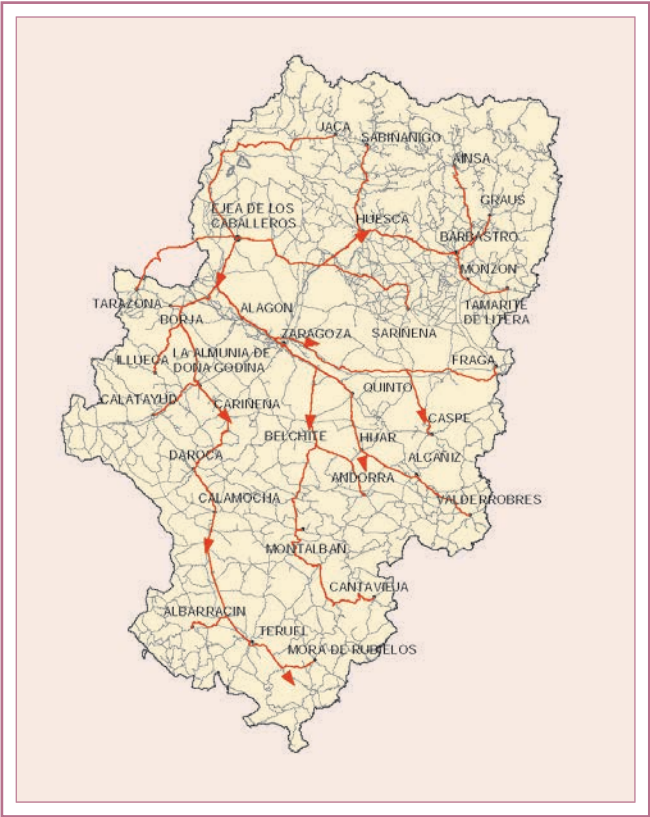 JACA
SABIÑANIGO
AINSA
GRAUS
EJEA DE LOS
CABALLEROS
HUESCA
BARBASTRO
MONZON
TARAZONA
BORJA
ALAGON
TAMARITE
DE LITERA
ZARAGOZA
SARIÑENA
ILLUECA
LA ALMUNIA DE
DOÑA GODINA
FRAGA
QUINTO
CALATAYUD
CARIÑENA
CASPE
BELCHITE
HIJAR
DAROCA
ALCAÑIZ
ANDORRA
CALAMOCHA
VALDERROBRES
MONTALBAN
CANTAVIEJA
ALBARRACIN
TERUEL
MORA DE RUBIELOS